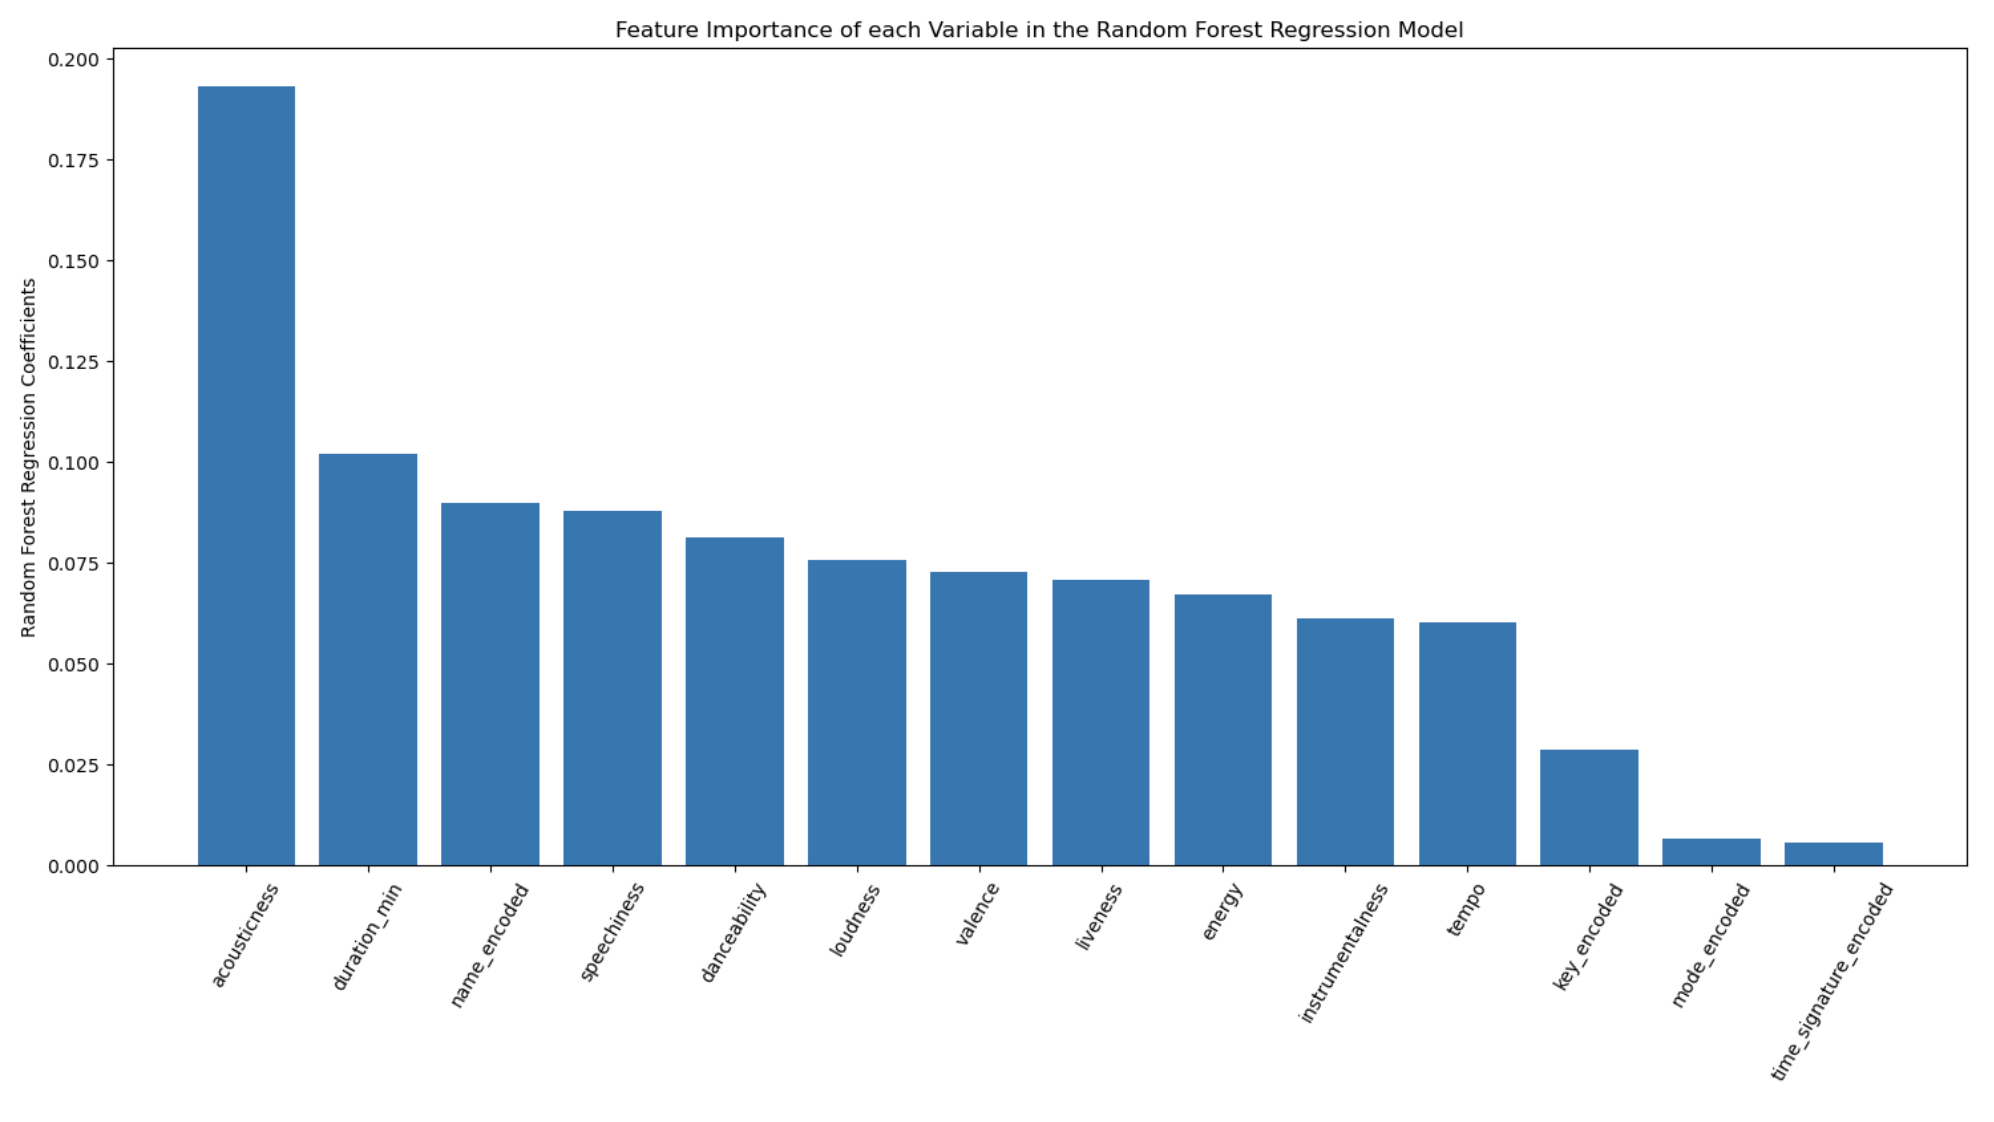 Feature Importance of each Variable in the Random Forest Regression Model
Random Forest Regression Coefficients
0.200
0.175
0.150
0.125
0.100
0.075
0.050
0.025
0.000
acousticness
duration_min
name_encoded
speechiness
danceability
loudness
valence
liveness
energy
instrumentalness
tempo
key_encoded
mode_encoded
time_signature_encoded